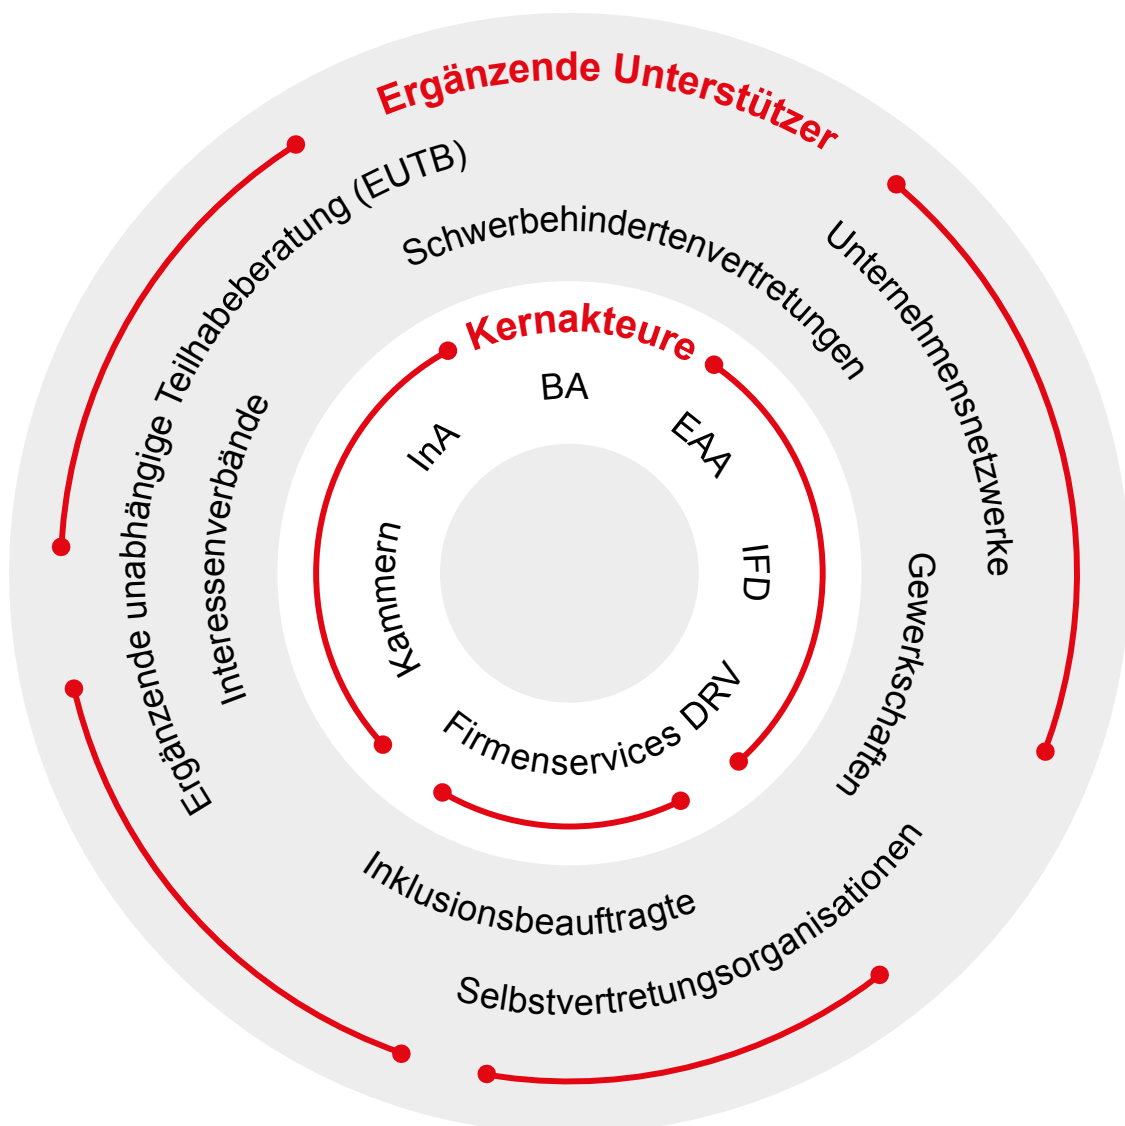 Ergänzende Unterstützer
Ergänzende unabhängige Teilhabeberatung (EUTB)
Schwerbehindertenvertretungen
Unternehmensnetzwerke
Interessenverbände
Gewerkschaften
Inklusionsbeauftragte
Selbstvertretungsorganisationen
Kernakteure
BA
InA
EAA
Kammern
IFD
Firmenservices DRV